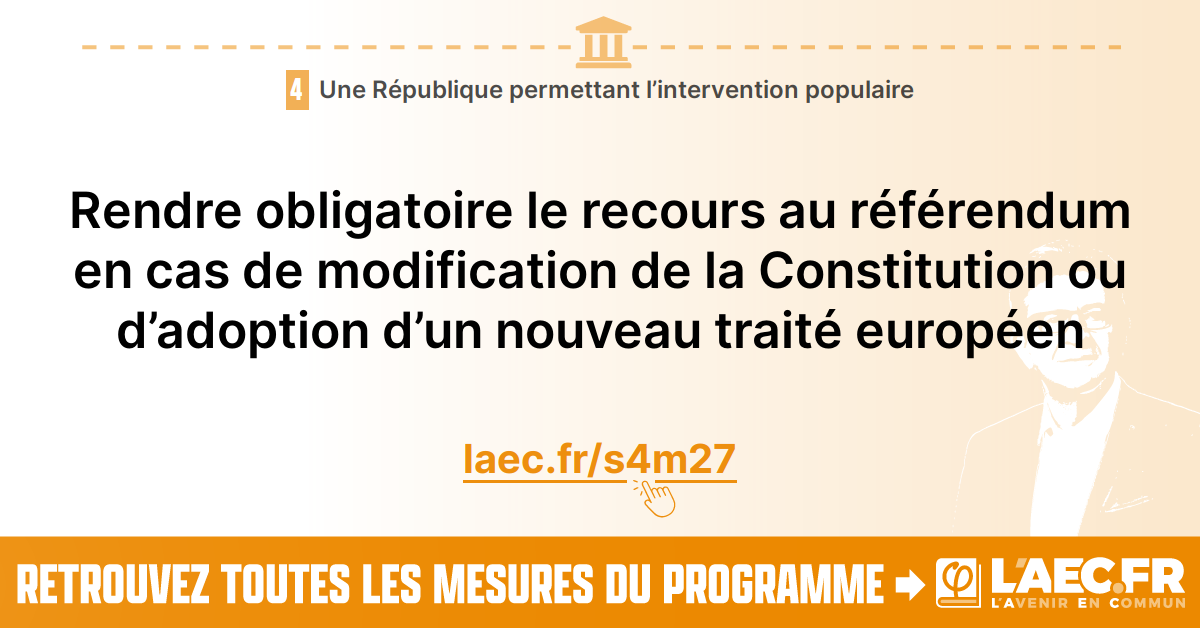 4 Une République permettant l’intervention populaire
Rendre obligatoire le recours au référendum
en cas de modification de la Constitution ou
d’adoption d’un nouveau traité européen
laec.fr/s4m27
RETROUVEZ TOUTES LES MESURES DU PROGRAMME → φ L'AEC.FR
L'AVENIR EN COMMUN